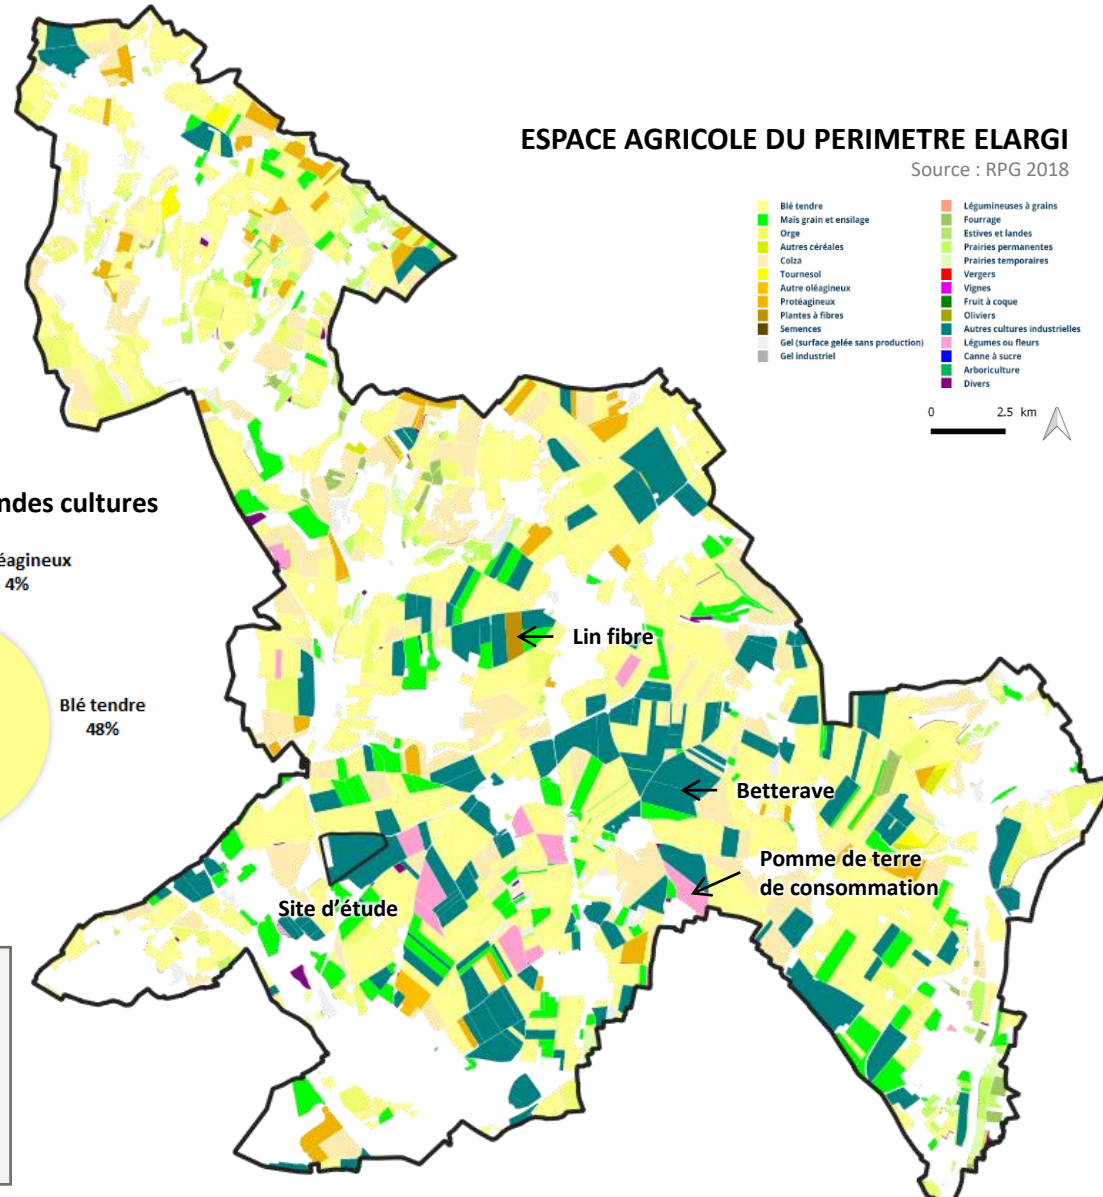 ESPACE AGRICOLE DU PERIMETRE ELARGI
Source : RPG 2018
Blé tendre
Maïs grain et ensilage
Orge
Autres céréales
Colza
Tournesol
Autre oléagineux
Protéagineux
Plantes à fibres
Semences
Gel (surface gelée sans production)
Gel industriel
Légumineuses à grains
Fourrage
Estives et landes
Prairies permanentes
Prairies temporaires
Vergers
Vignes
Fruit à coque
Oliviers
Autres cultures industrielles
Légumes ou fleurs
Canne à sucre
Arboriculture
Divers
0 2.5 km
ndes cultures
éagineux
4%
Blé tendre
48%
Lin fibre
Betterave
Pomme de terre
de consommation
Site d'étude